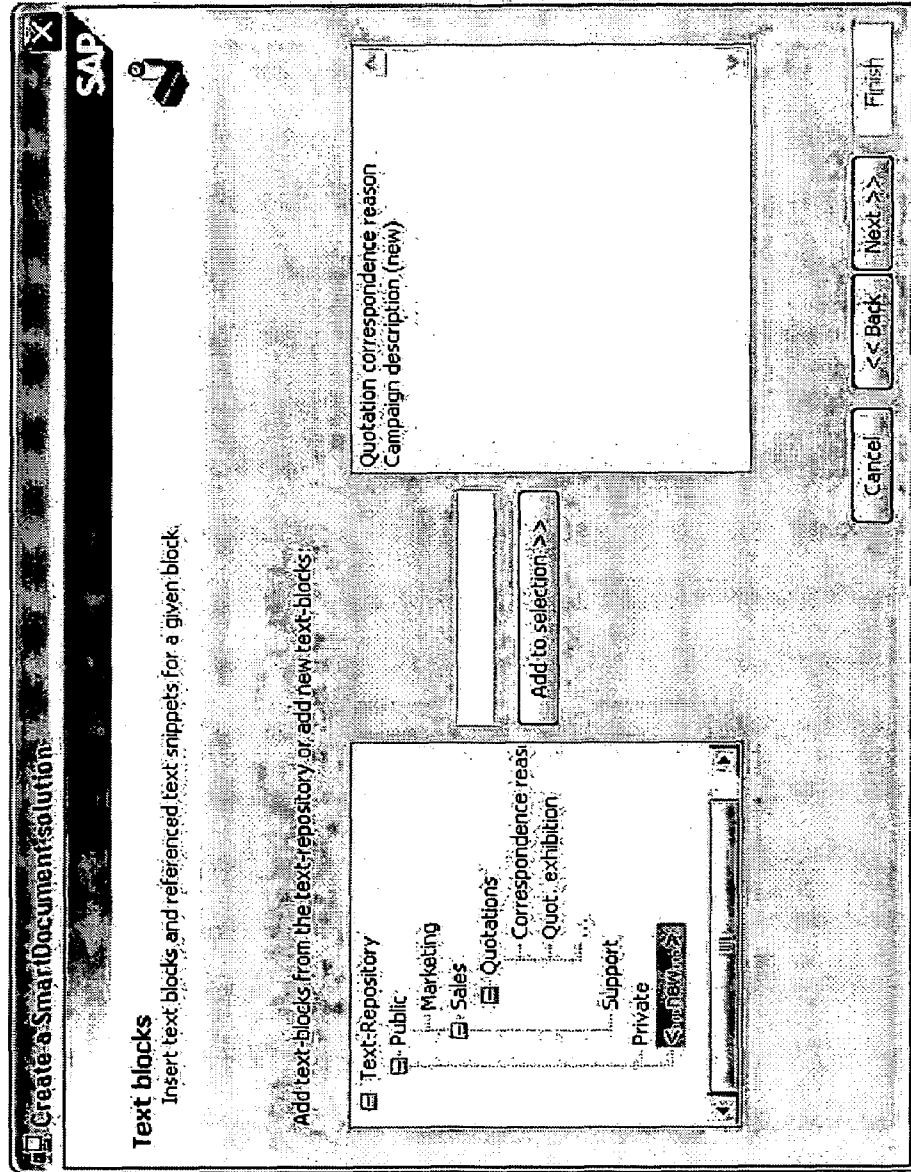 Create a SmartDocument solution
SAP
Text blocks
Insert text blocks and referenced text snippets for a given block.
Add text-blocks from the text-repository or add new text-blocks:
Text-Repository
Public
Marketing
Sales
Quotations
Correspondence reas
Quot. exhibition
...
Support
Private
<... new ...>
Add to selection >>
Quotation correspondence reason
Campaign description (new)
Cancel
<< Back
Next >>
Finish